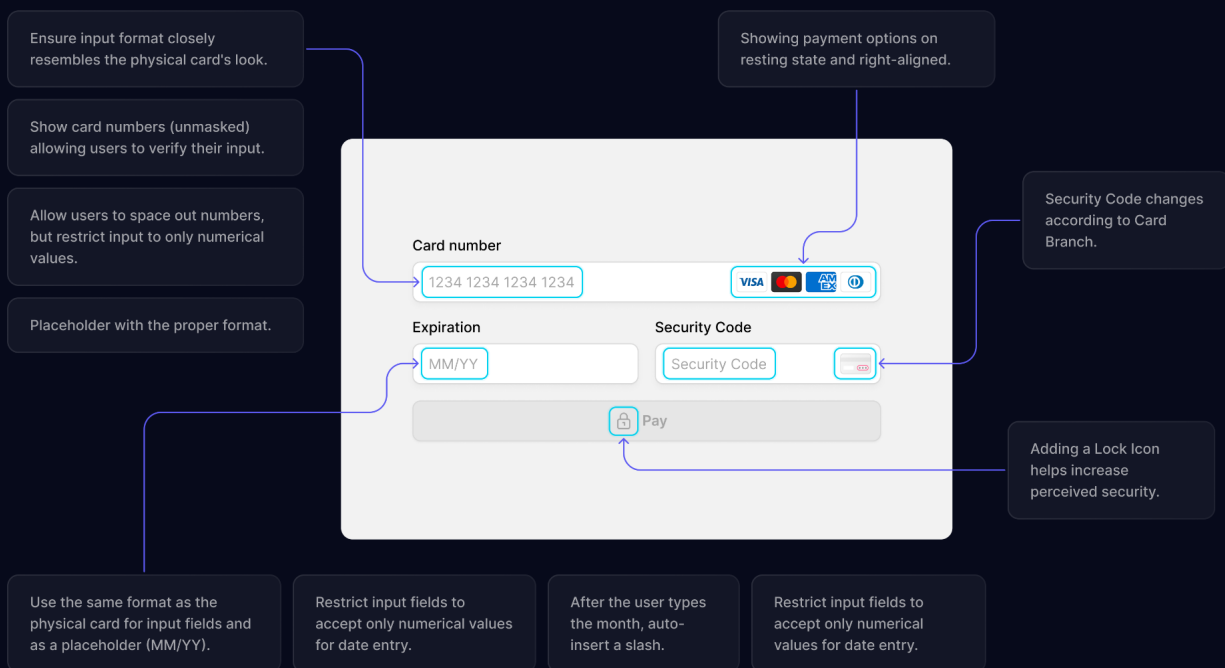 Ensure input format closely
resembles the physical card's look.
Showing payment options on
resting state and right-aligned.
Show card numbers (unmasked)
allowing users to verify their input.
Allow users to space out numbers,
but restrict input to only numerical
values.
Placeholder with the proper format.
Security Code changes
according to Card
Branch.
Card number
1234 1234 1234 1234
VISA
AM
EX
Expiration
Security Code
MM/YY
Security Code
Pay
Adding a Lock Icon
helps increase
perceived security.
Use the same format as the
physical card for input fields and
as a placeholder (MM/YY).
Restrict input fields to
accept only numerical values
for date entry.
After the user types
the month, auto-
insert a slash.
Restrict input fields to
accept only numerical
values for date entry.